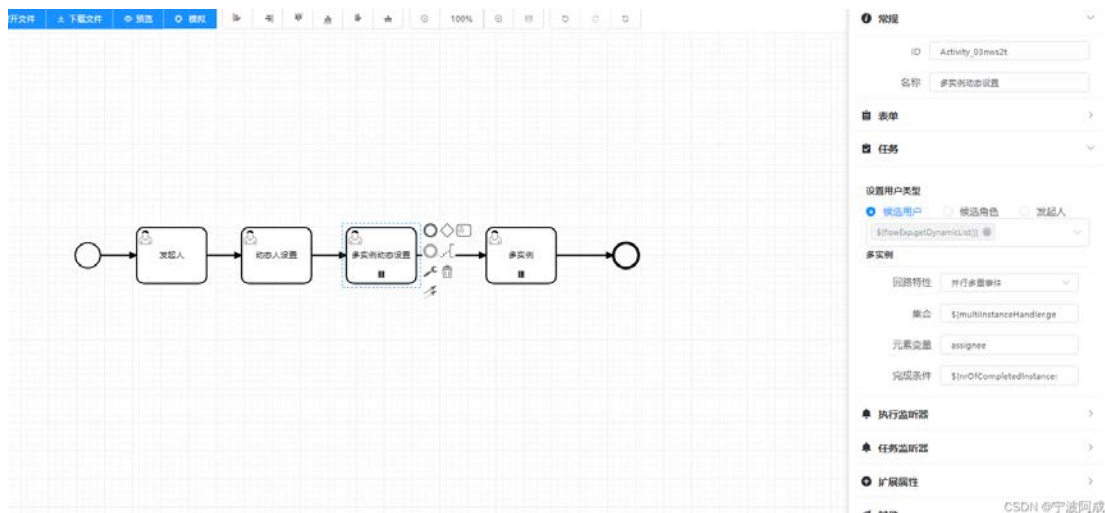 打开文件 下载文件 预览 模拟 100%
发起人
动态人设置
多实例动态设置
多实例
常规
ID Activity_03nws2t
名称 多实例动态设置
表单
任务
设置用户类型
候选用户 候选角色 发起人
${flowExp.getDynamicList()}
多实例
回路特性 并行多重事件
集合 ${multiInstanceHandler.ge
元素变量 assignee
完成条件 ${nrOfCompletedInstance:
执行监听器
任务监听器
扩展属性
CSDN @宁波阿成